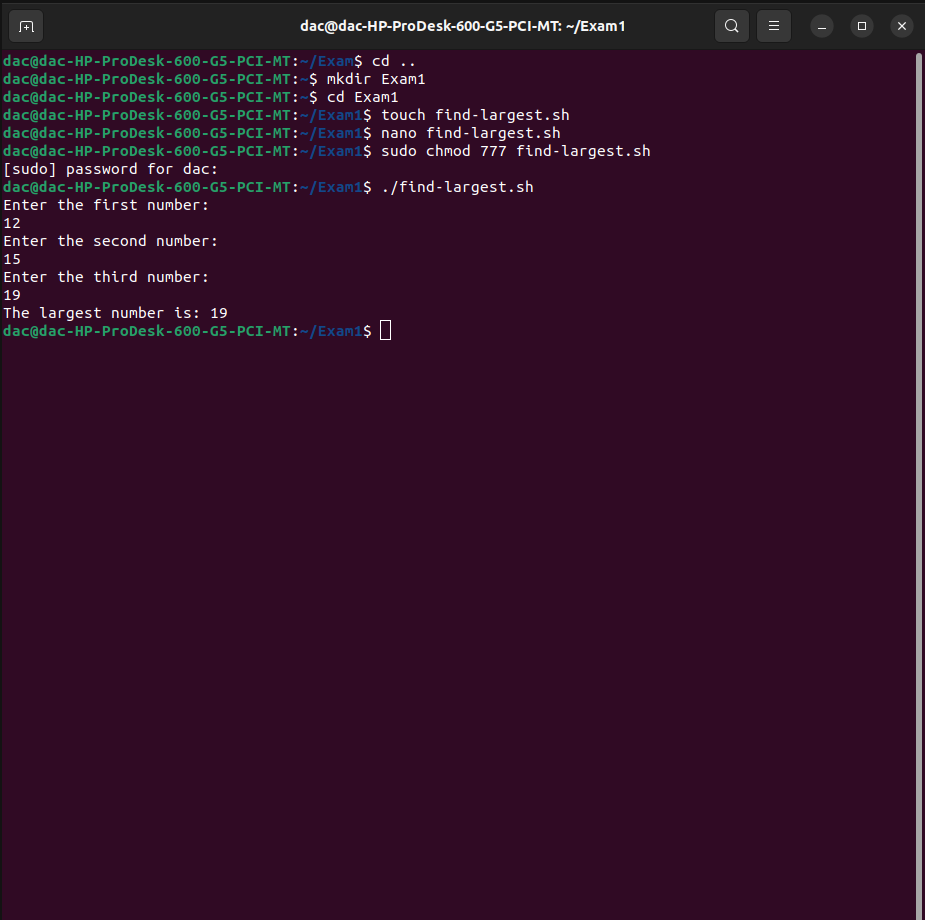 dac@dac-HP-ProDesk-600-G5-PCI-MT: ~/Exam1
dac@dac-HP-ProDesk-600-G5-PCI-MT:~/Exam$ cd ..
dac@dac-HP-ProDesk-600-G5-PCI-MT:~$ mkdir Exam1
dac@dac-HP-ProDesk-600-G5-PCI-MT:~$ cd Exam1
dac@dac-HP-ProDesk-600-G5-PCI-MT:~/Exam1$ touch find-largest.sh
dac@dac-HP-ProDesk-600-G5-PCI-MT:~/Exam1$ nano find-largest.sh
dac@dac-HP-ProDesk-600-G5-PCI-MT:~/Exam1$ sudo chmod 777 find-largest.sh
[sudo] password for dac:
dac@dac-HP-ProDesk-600-G5-PCI-MT:~/Exam1$ ./find-largest.sh
Enter the first number:
12
Enter the second number:
15
Enter the third number:
19
The largest number is: 19
dac@dac-HP-ProDesk-600-G5-PCI-MT:~/Exam1$